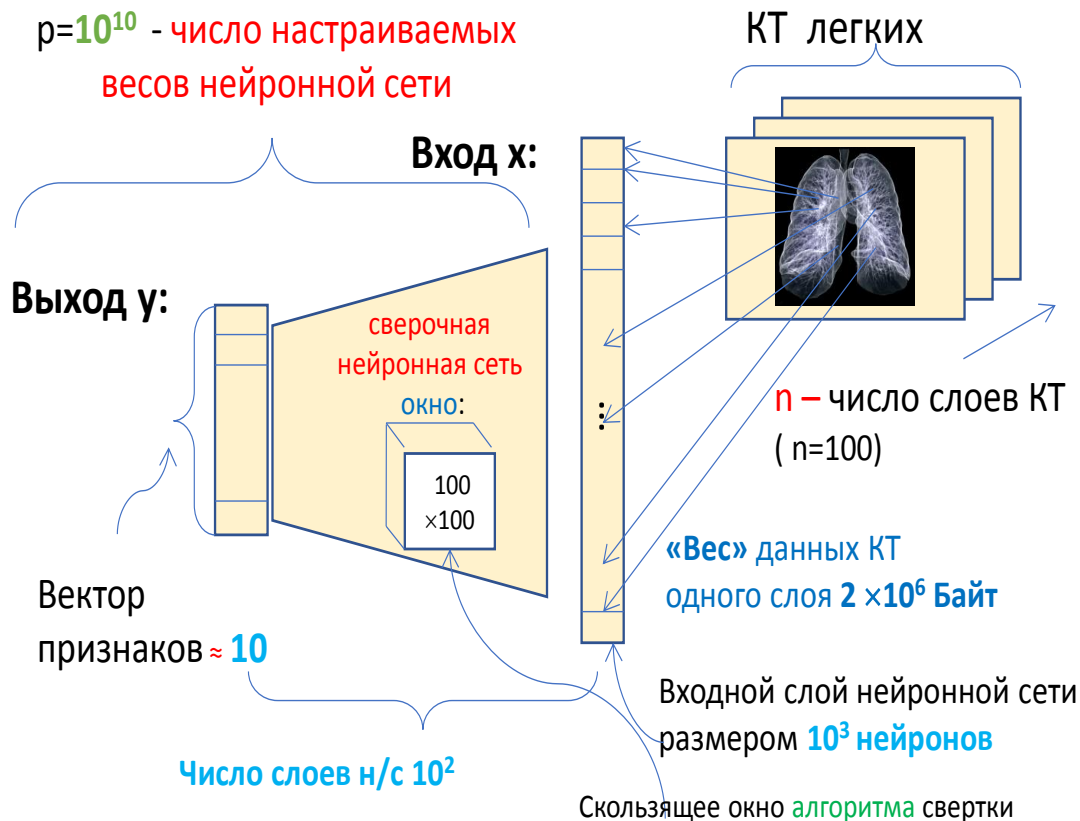 p=10¹⁰ - число настраиваемых
весов нейронной сети
КТ легких
Вход x:
Выход y:
сверочная
нейронная сеть
окно:
100
×100
...
n – число слоев КТ
( n=100)
«Вес» данных КТ
одного слоя 2 ×10⁶ Байт
Вектор
признаков ≈ 10
Входной слой нейронной сети
размером 10³ нейронов
Число слоев н/с 10²
Скользящее окно алгоритма свертки